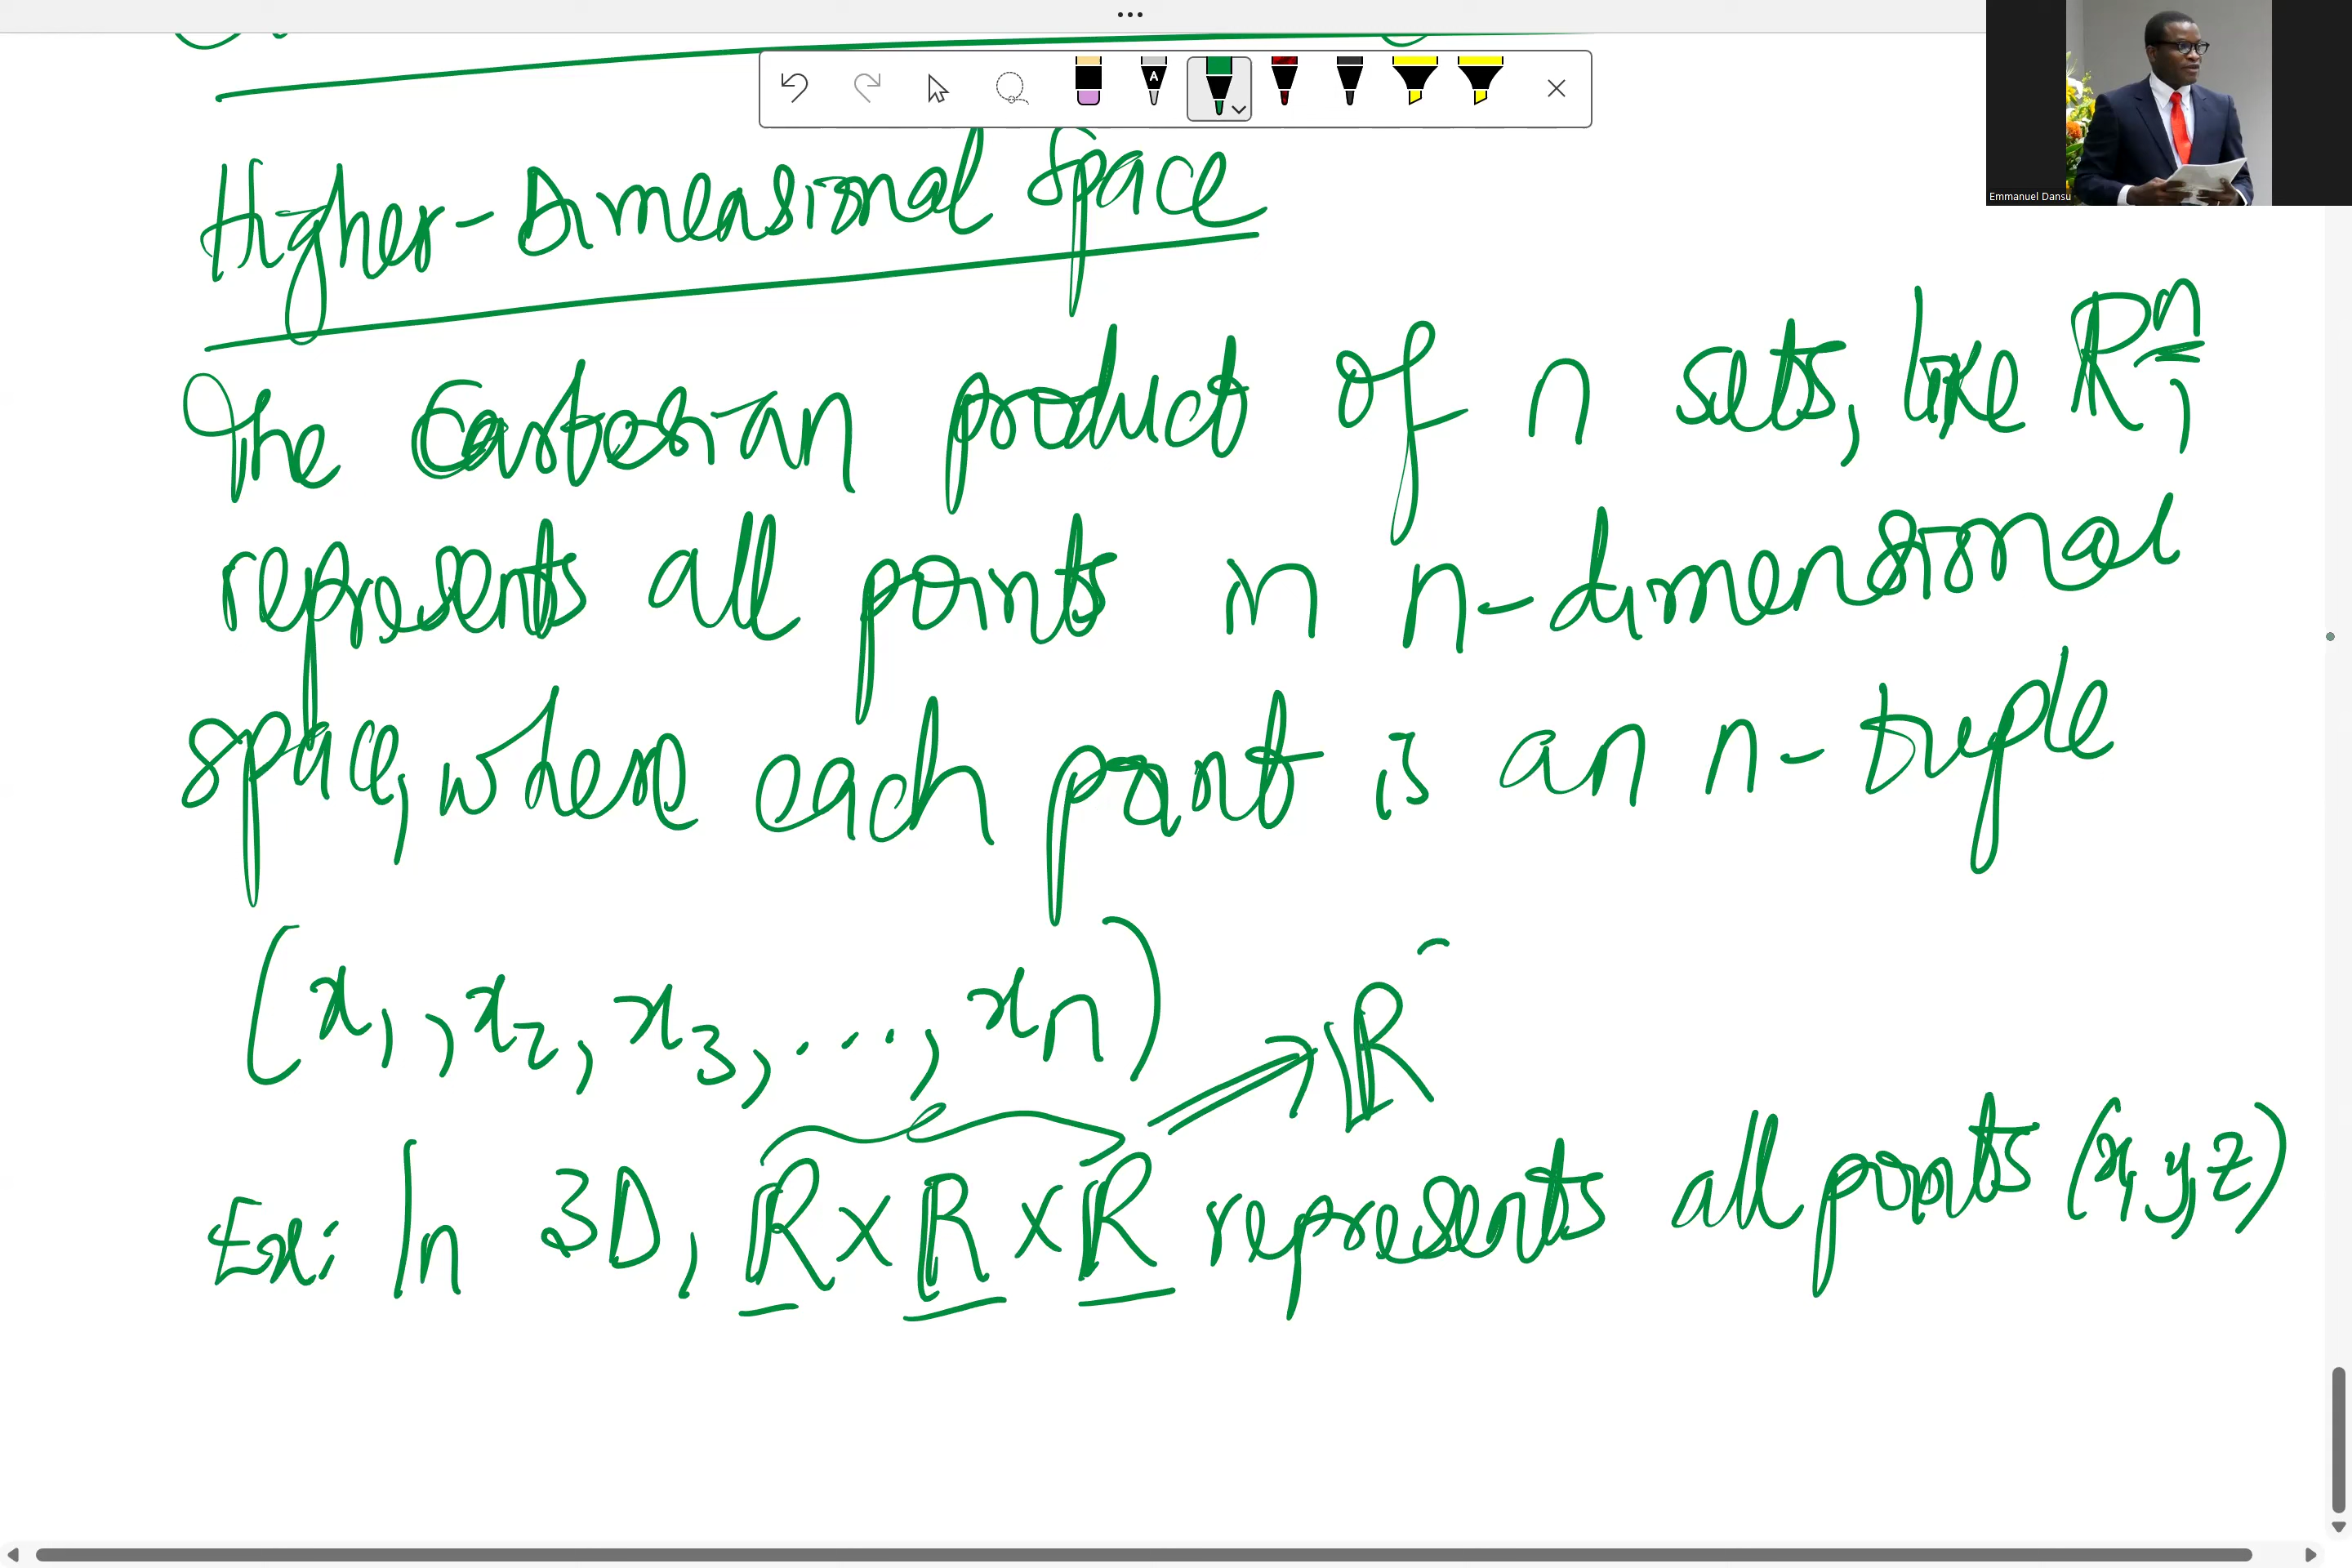 A
Emmanuel Dansu
Higher-Dimensional Space
The Cartesian product of n sets, like ℝⁿ,
represents all points in n-dimensional
space, where each point is an n-tuple
(x₁, x₂, x₃, ..., xₙ)
⟹ ℝ
Ex: In 3D, ℝ×ℝ×ℝ represents all points (x,y,z)